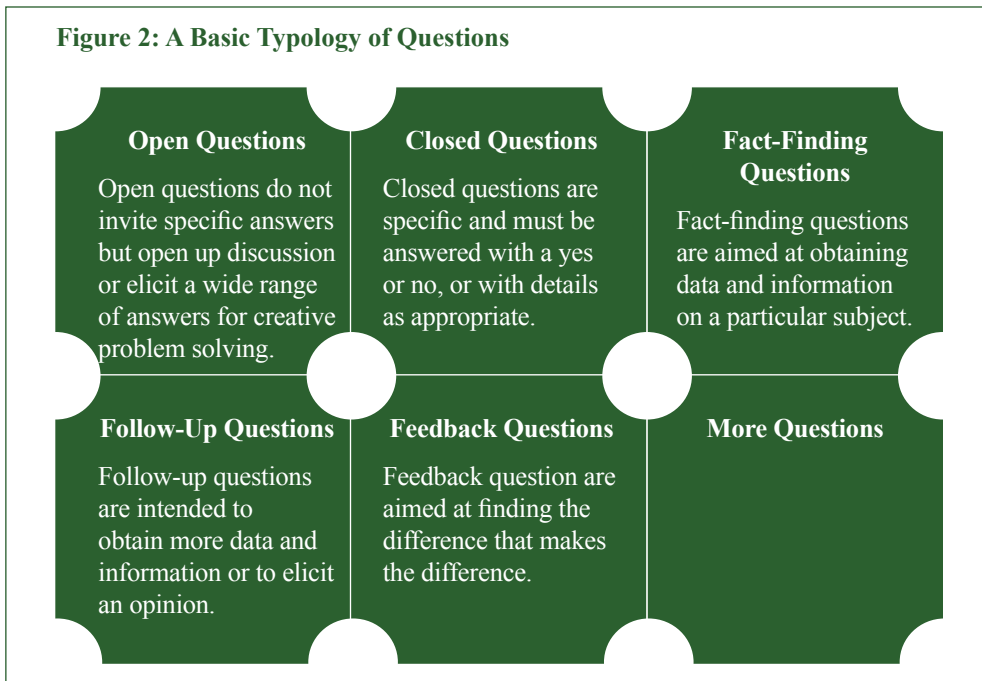 Figure 2: A Basic Typology of Questions
Open Questions
Open questions do not
invite specific answers
but open up discussion
or elicit a wide range
of answers for creative
problem solving.
Closed Questions
Closed questions are
specific and must be
answered with a yes
or no, or with details
as appropriate.
Fact-Finding
Questions
Fact-finding questions
are aimed at obtaining
data and information
on a particular subject.
Follow-Up Questions
Follow-up questions
are intended to
obtain more data and
information or to elicit
an opinion.
Feedback Questions
Feedback question are
aimed at finding the
difference that makes
the difference.
More Questions